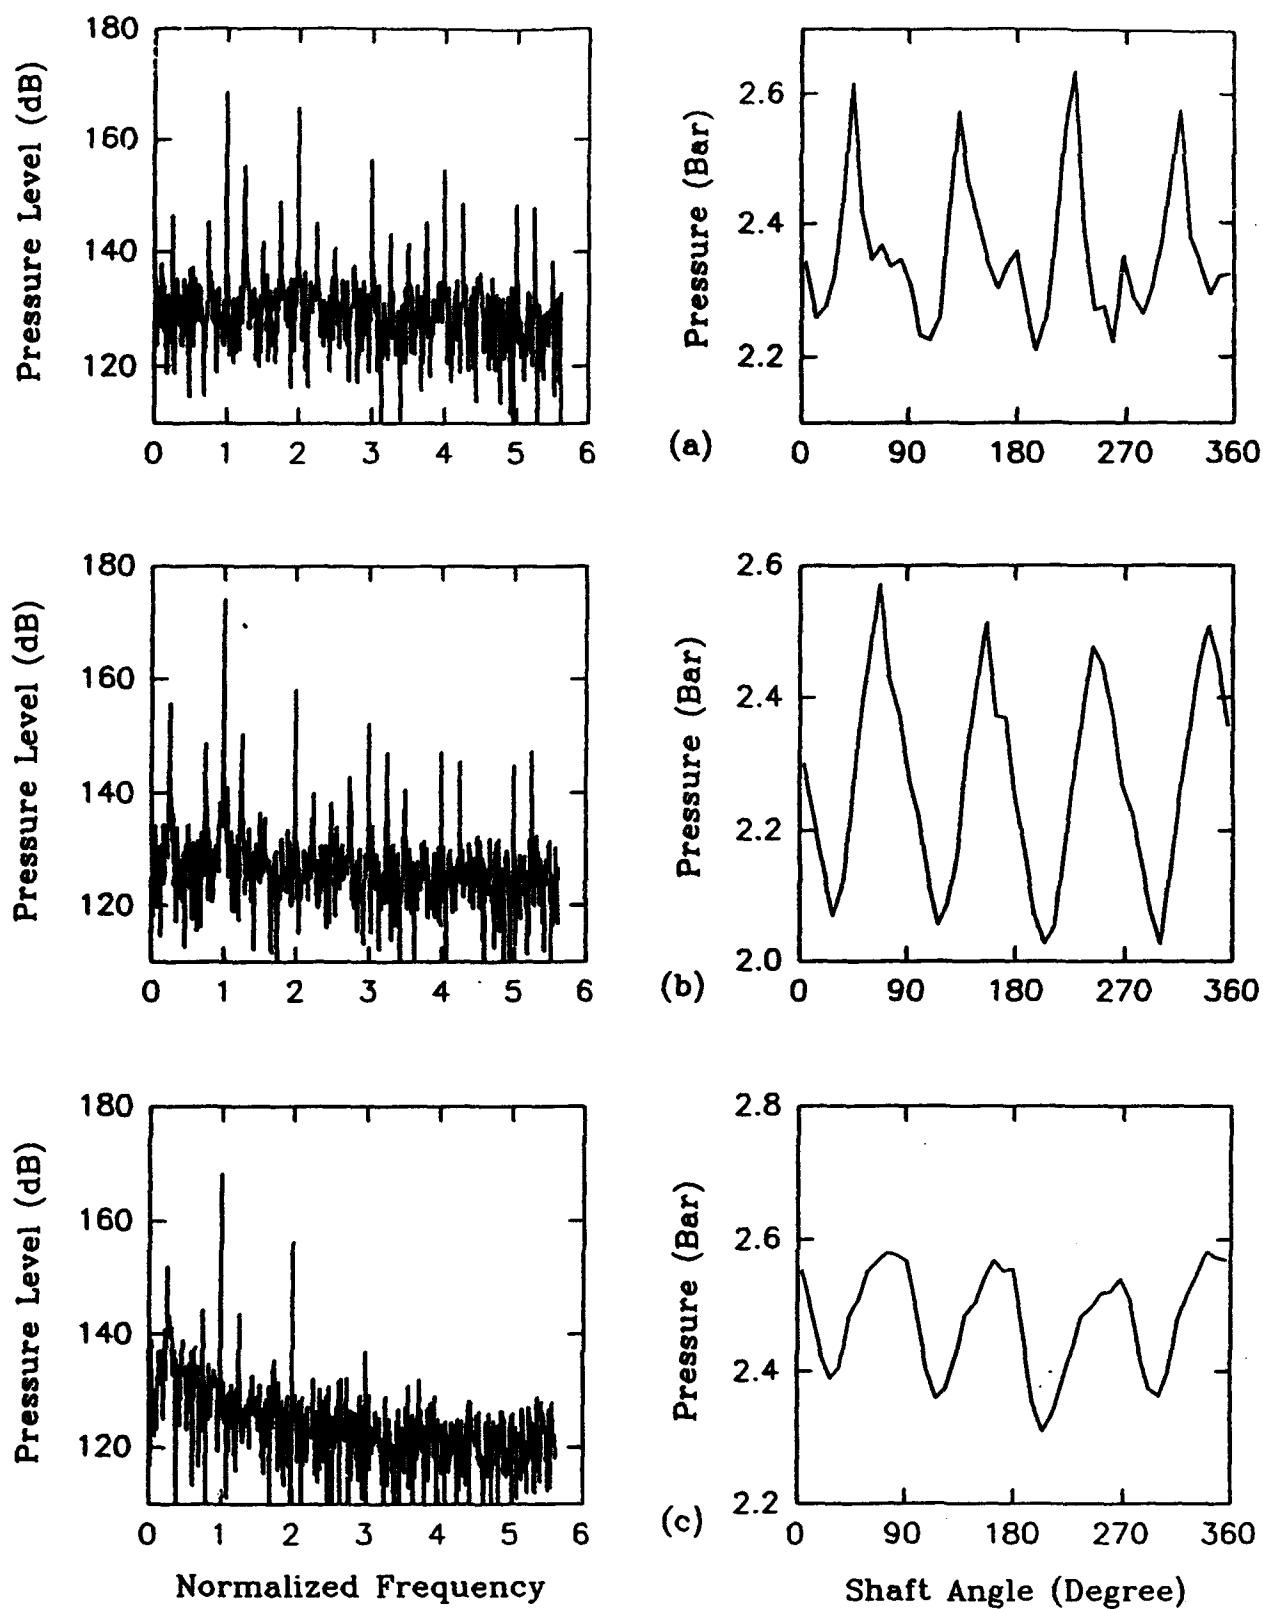 180
160
140
120
Pressure Level (dB)
0 1 2 3 4 5 6
2.6
2.4
2.2
Pressure (Bar)
(a)
0 90 180 270 360
180
160
140
120
Pressure Level (dB)
0 1 2 3 4 5 6
2.6
2.4
2.2
2.0
Pressure (Bar)
(b)
0 90 180 270 360
180
160
140
120
Pressure Level (dB)
0 1 2 3 4 5 6
Normalized Frequency
2.8
2.6
2.4
2.2
Pressure (Bar)
(c)
0 90 180 270 360
Shaft Angle (Degree)